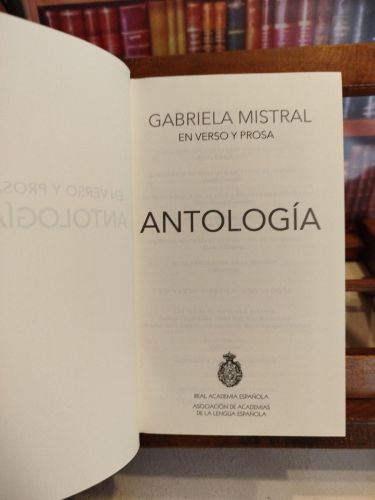 GABRIELA MISTRAL
EN VERSO Y PROSA
ANTOLOGÍA
REAL ACADEMIA ESPAÑOLA
ASOCIACIÓN DE ACADEMIAS
DE LA LENGUA ESPAÑOLA